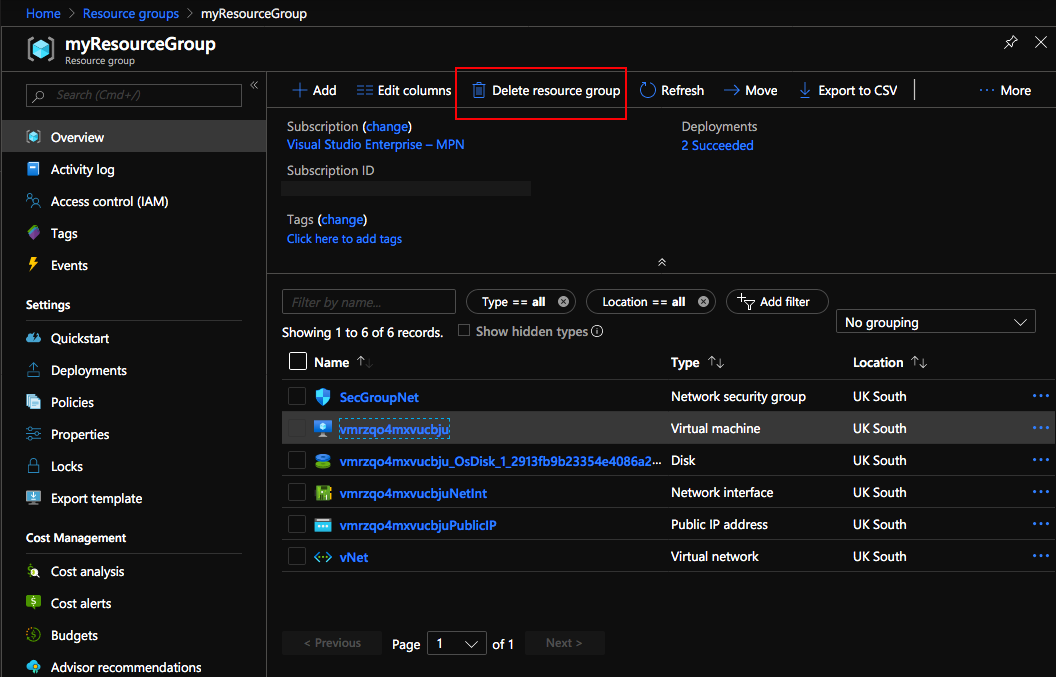 Home > Resource groups > myResourceGroup
myResourceGroup
Resource group
Search (Cmd+/)
Overview
Activity log
Access control (IAM)
Tags
Events
Settings
Quickstart
Deployments
Policies
Properties
Locks
Export template
Cost Management
Cost analysis
Cost alerts
Budgets
Advisor recommendations
Add Edit columns Delete resource group Refresh Move Export to CSV More
Subscription (change)
Visual Studio Enterprise – MPN
Subscription ID
Tags (change)
Click here to add tags
Deployments
2 Succeeded
Filter by name...
Type == all
Location == all
Add filter
Showing 1 to 6 of 6 records.
Show hidden types
No grouping
Name Type Location
SecGroupNet Network security group UK South
vmrzqo4mxvucbju Virtual machine UK South
vmrzqo4mxvucbju_OsDisk_1_2913fb9b23354e4086a2... Disk UK South
vmrzqo4mxvucbjuNetInt Network interface UK South
vmrzqo4mxvucbjuPublicIP Public IP address UK South
vNet Virtual network UK South
< Previous Page 1 of 1 Next >